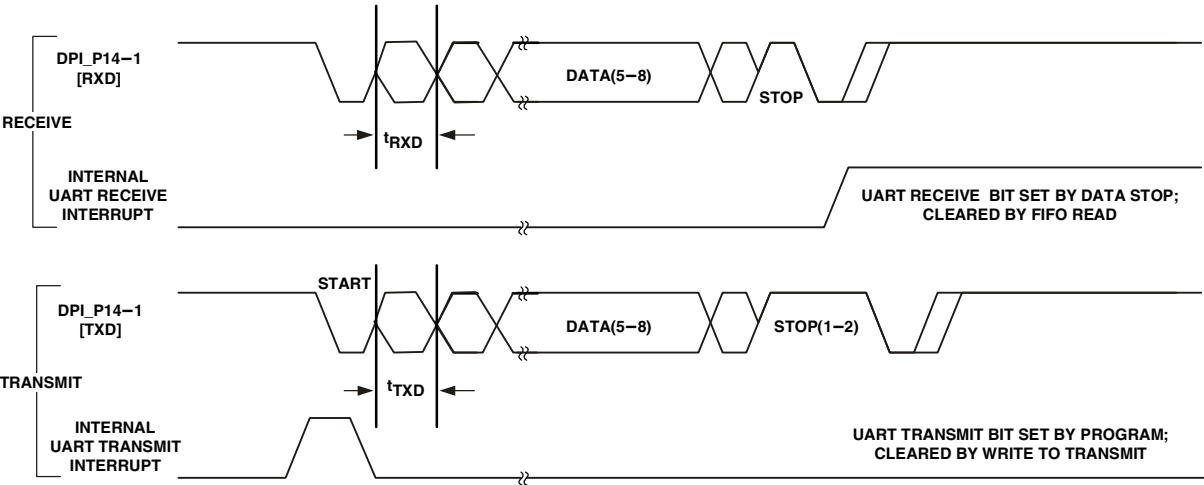 DPI_P14–1
[RXD]
DATA(5–8)
STOP
RECEIVE
tRXD
INTERNAL
UART RECEIVE
INTERRUPT
UART RECEIVE BIT SET BY DATA STOP;
CLEARED BY FIFO READ
START
DPI_P14–1
[TXD]
DATA(5–8)
STOP(1–2)
TRANSMIT
tTXD
INTERNAL
UART TRANSMIT
INTERRUPT
UART TRANSMIT BIT SET BY PROGRAM;
CLEARED BY WRITE TO TRANSMIT